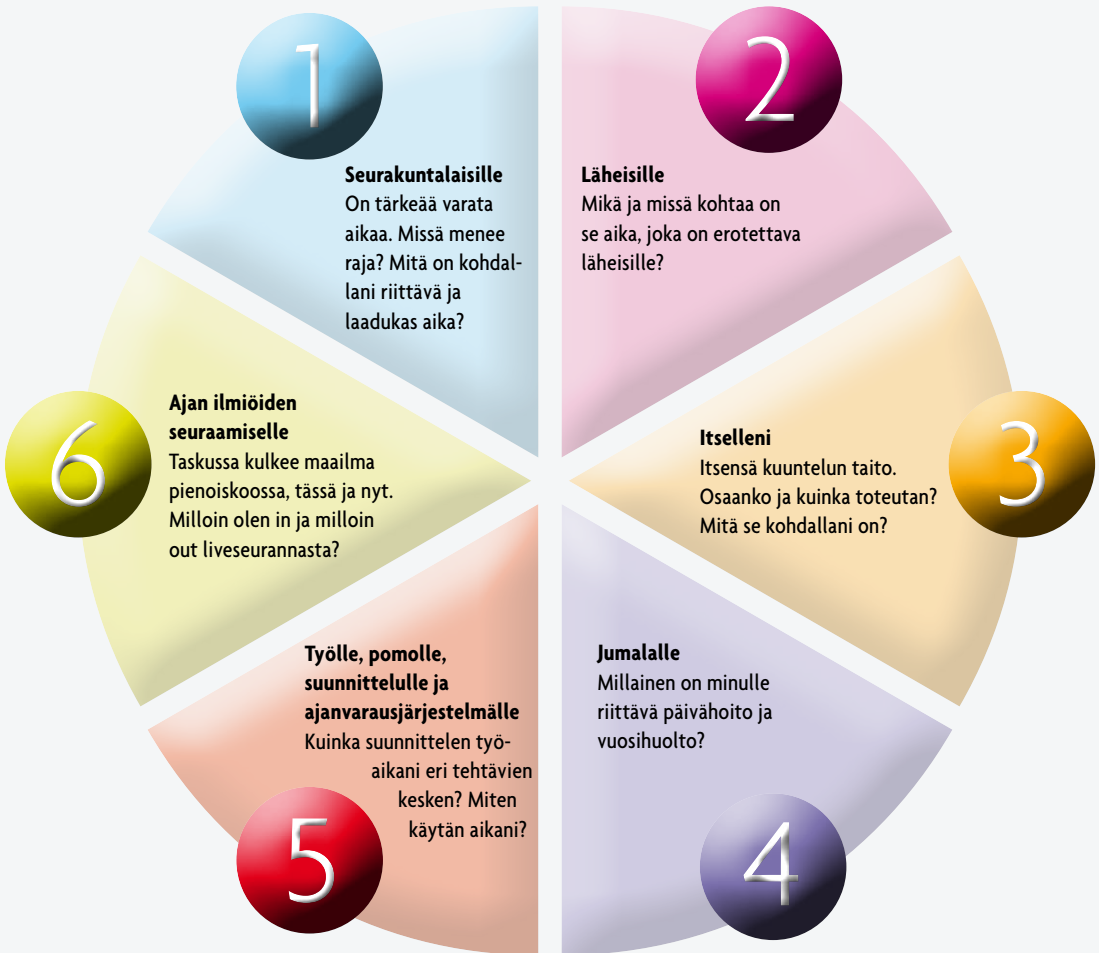 1
Seurakuntalaisille
On tärkeää varata
aikaa. Missä menee
raja? Mitä on kohdal-
lani riittävä ja
laadukas aika?
2
Läheisille
Mikä ja missä kohtaa on
se aika, joka on erotettava
läheisille?
3
Itselleni
Itsensä kuuntelun taito.
Osaanko ja kuinka toteutan?
Mitä se kohdallani on?
4
Jumalalle
Millainen on minulle
riittävä päivähoito ja
vuosihuolto?
5
Työlle, pomolle,
suunnittelulle ja
ajanvarausjärjestelmälle
Kuinka suunnittelen työ-
aikani eri tehtävien
kesken? Miten
käytän aikani?
6
Ajan ilmiöiden
seuraamiselle
Taskussa kulkee maailma
pienoiskoossa, tässä ja nyt.
Milloin olen in ja milloin
out liveseurannasta?